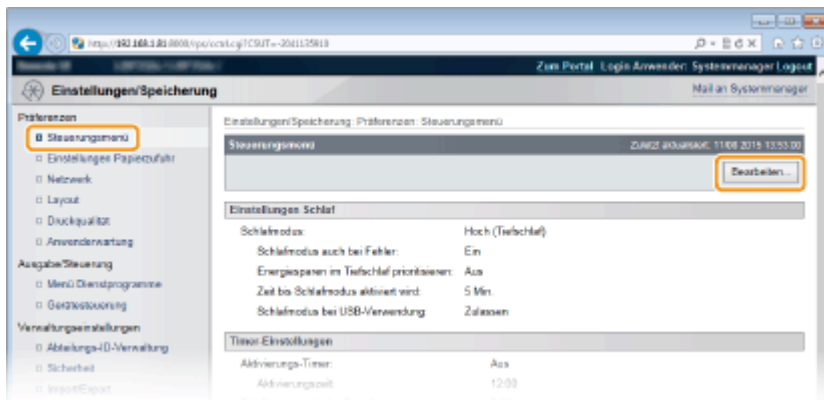 Zum Portal Login Anwender: Systemmanager Logout
Einstellungen/Speicherung
Mail an Systemmanager
Präferenzen
Steuerungsmenü
Einstellungen Papierzufuhr
Netzwerk
Layout
Druckqualität
Anwenderwartung
Ausgabe/Steuerung
Menü Dienstprogramme
Gerätesteuerung
Verwaltungseinstellungen
Abteilungs-ID-Verwaltung
Sicherheit
Import/Export
Einstellungen/Speicherung: Präferenzen: Steuerungsmenü
Steuerungsmenü
Zuletzt aktualisiert: 11/08 2015 13:53:00
Bearbeiten...
Einstellungen Schlaf
Schlafmodus: Hoch (Tiefschlaf)
Schlafmodus auch bei Fehler: Ein
Energiesparen im Tiefschlaf prioritisieren: Aus
Zeit bis Schlafmodus aktiviert wird: 5 Min.
Schlafmodus bei USB-Verwendung: Zulassen
Timer-Einstellungen
Aktivierungs-Timer: Aus
Aktivierungszeit: 12:00